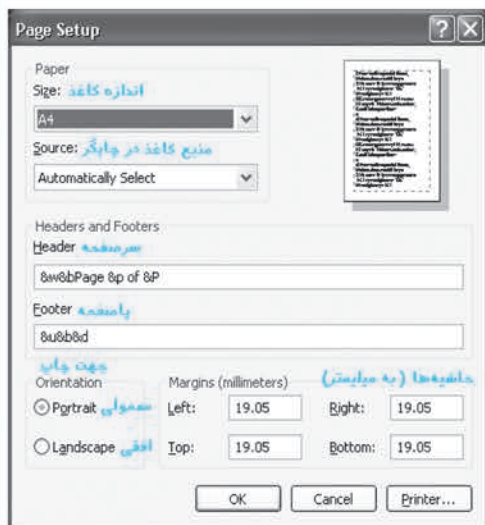 Page Setup
Paper
Size: اندازه کاغذ
A4
Source: منبع کاغذ در چاپگر
Automatically Select
Headers and Footers
Header سرصفحه
&w&bPage &p of &P
Footer پاصفحه
&u&b&d
جهت چاپ
Orientation Margins (millimeters) حاشیه‌ها (به میلیمتر)
Portrait معمولی Left: 19.05 Right: 19.05
Landscape افقی Top: 19.05 Bottom: 19.05
OK Cancel Printer...